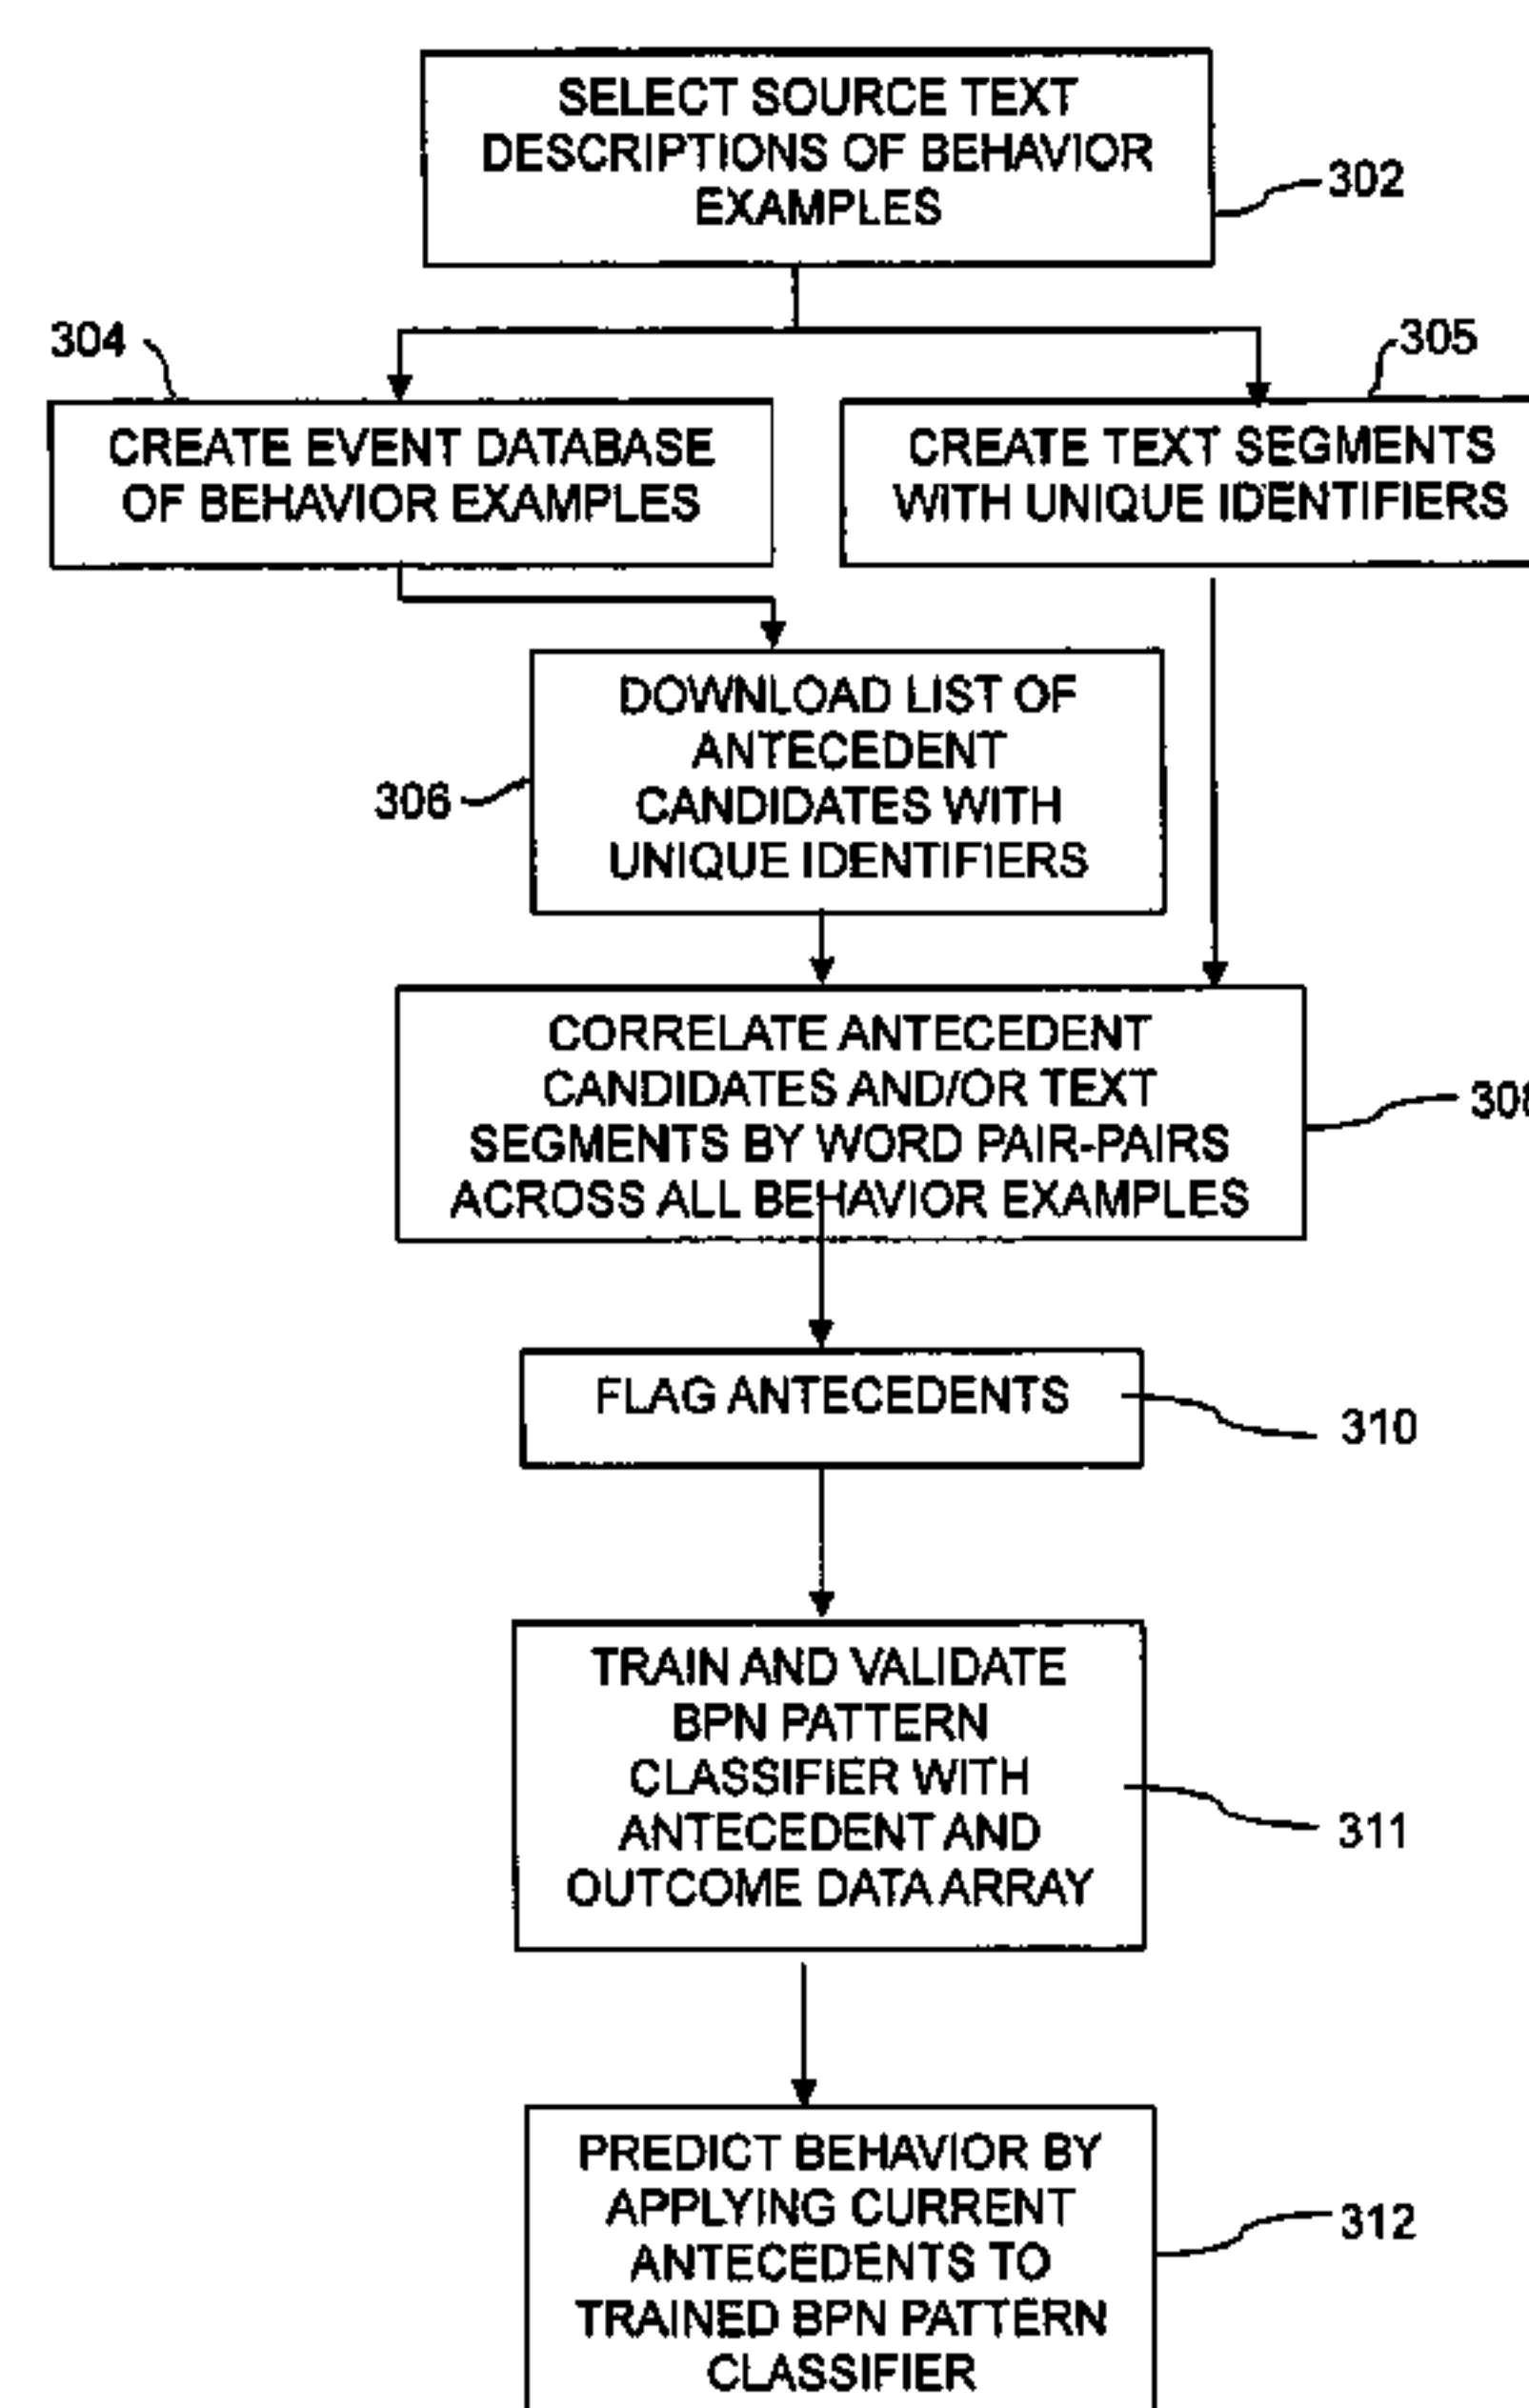 SELECT SOURCE TEXT
DESCRIPTIONS OF BEHAVIOR
EXAMPLES
302
304
305
CREATE EVENT DATABASE
OF BEHAVIOR EXAMPLES
CREATE TEXT SEGMENTS
WITH UNIQUE IDENTIFIERS
DOWNLOAD LIST OF
ANTECEDENT
CANDIDATES WITH
UNIQUE IDENTIFIERS
306
CORRELATE ANTECEDENT
CANDIDATES AND/OR TEXT
SEGMENTS BY WORD PAIR-PAIRS
ACROSS ALL BEHAVIOR EXAMPLES
308
FLAG ANTECEDENTS
310
TRAIN AND VALIDATE
BPN PATTERN
CLASSIFIER WITH
ANTECEDENT AND
OUTCOME DATA ARRAY
311
PREDICT BEHAVIOR BY
APPLYING CURRENT
ANTECEDENTS TO
TRAINED BPN PATTERN
CLASSIFIER
312